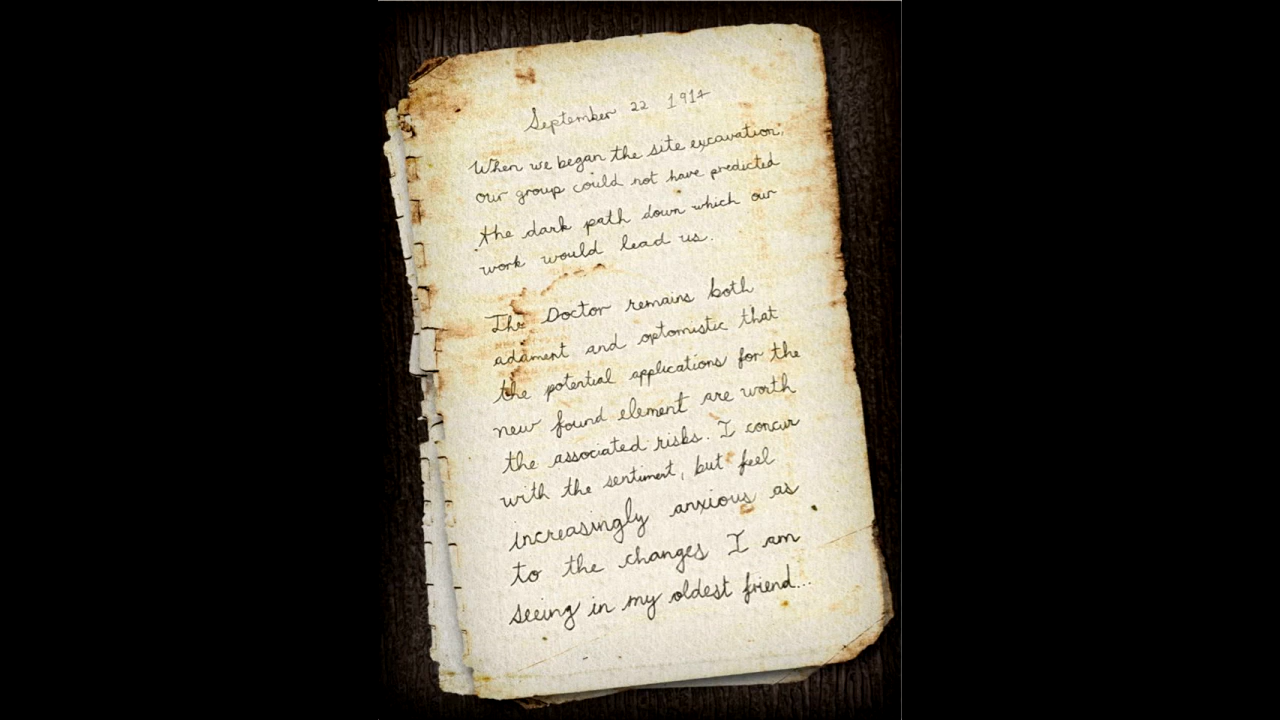 September 22 1914
When we began the site excavation,
our group could not have predicted
the dark path down which our
work would lead us.
The Doctor remains both
adament and optomistic that
the potential applications for the
new found element are worth
the associated risks. I concur
with the sentiment, but feel
increasingly anxious as
to the changes I am
seeing in my oldest friend...